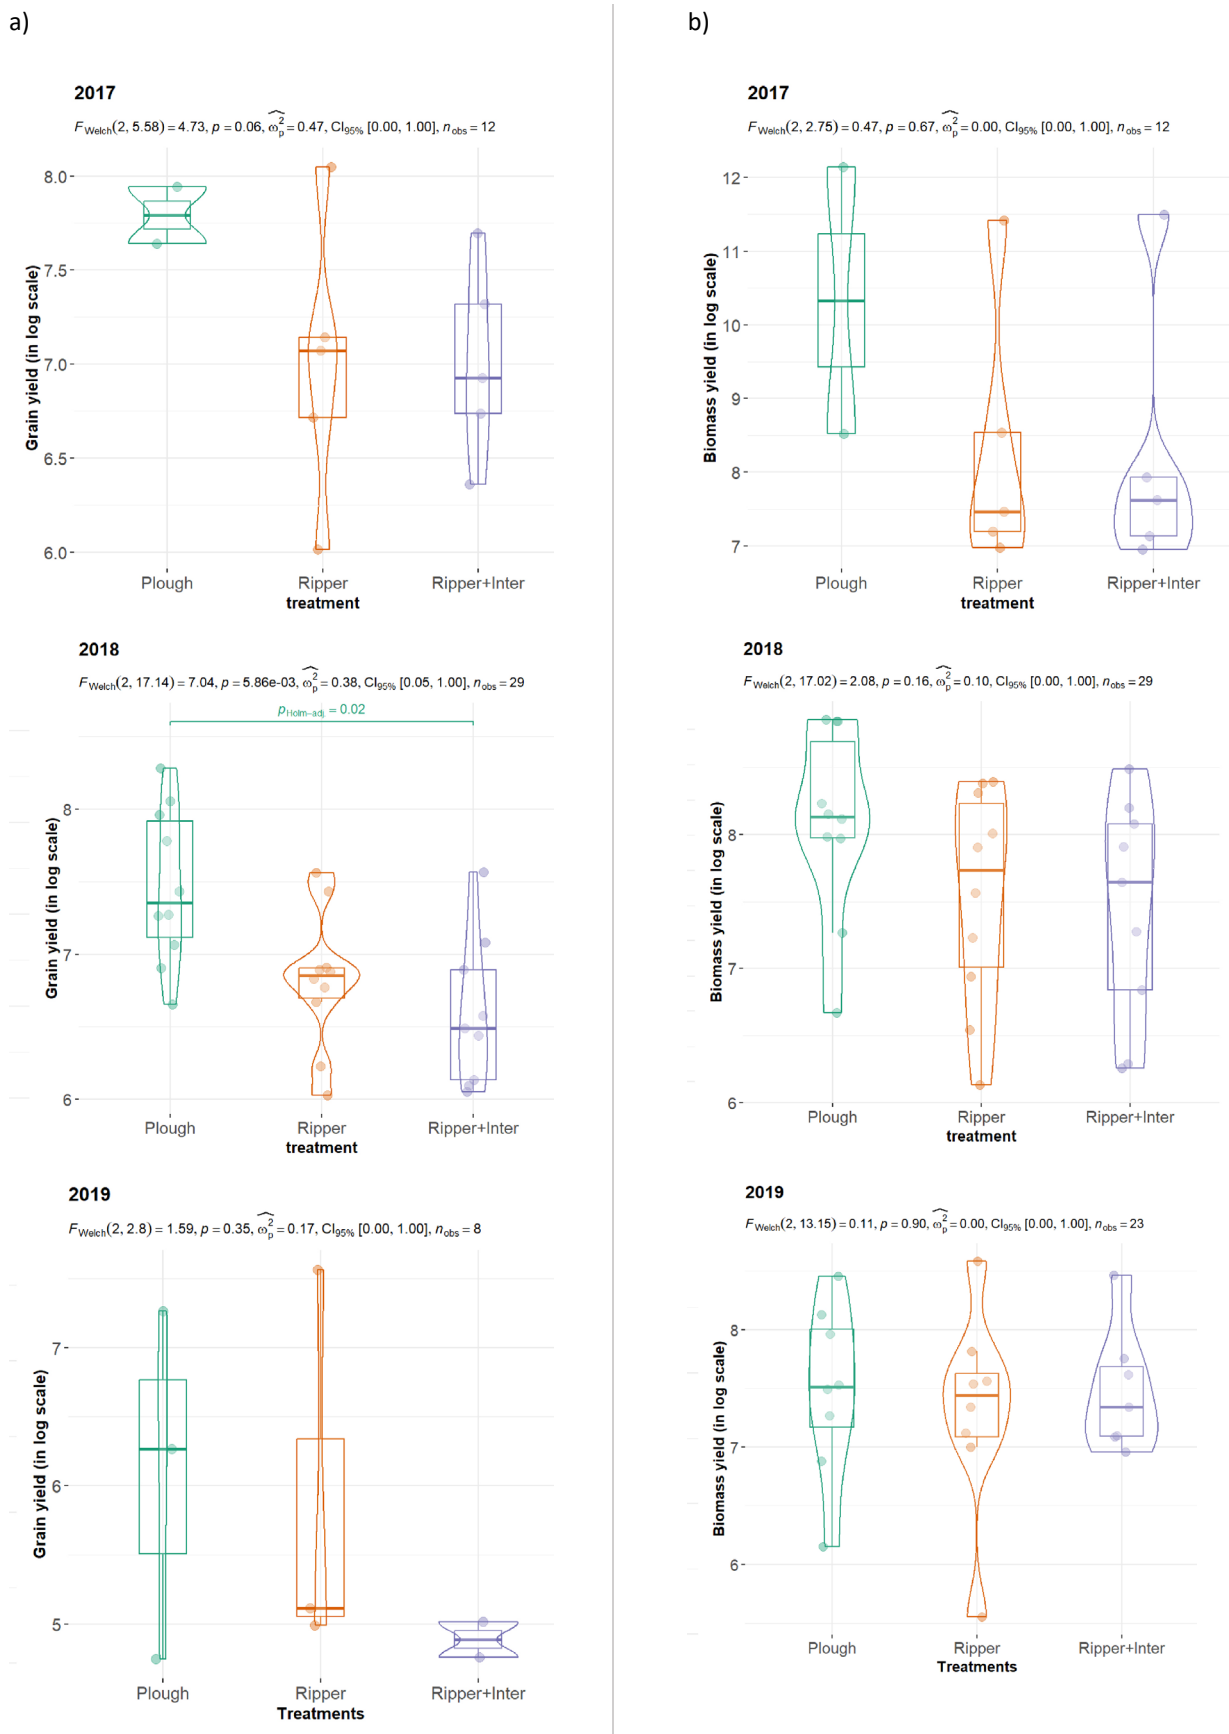 a)
2017
F Welch (2, 5.58) = 4.73, p = 0.06, ω̂²p = 0.47, CI95% [0.00, 1.00], nobs = 12
8.0
7.5
7.0
6.5
6.0
Grain yield (in log scale)
Plough Ripper Ripper+Inter
treatment
2018
F Welch (2, 17.14) = 7.04, p = 5.86e-03, ω̂²p = 0.38, CI95% [0.05, 1.00], nobs = 29
pHolm-adj. = 0.02
8
7
6
Grain yield (in log scale)
Plough Ripper Ripper+Inter
treatment
2019
F Welch (2, 2.8) = 1.59, p = 0.35, ω̂²p = 0.17, CI95% [0.00, 1.00], nobs = 8
7
6
5
Grain yield (in log scale)
Plough Ripper Ripper+Inter
Treatments
b)
2017
F Welch (2, 2.75) = 0.47, p = 0.67, ω̂²p = 0.00, CI95% [0.00, 1.00], nobs = 12
12
11
10
9
8
7
Biomass yield (in log scale)
Plough Ripper Ripper+Inter
treatment
2018
F Welch (2, 17.02) = 2.08, p = 0.16, ω̂²p = 0.10, CI95% [0.00, 1.00], nobs = 29
8
7
6
Biomass yield (in log scale)
Plough Ripper Ripper+Inter
treatment
2019
F Welch (2, 13.15) = 0.11, p = 0.90, ω̂²p = 0.00, CI95% [0.00, 1.00], nobs = 23
8
7
6
Biomass yield (in log scale)
Plough Ripper Ripper+Inter
Treatments